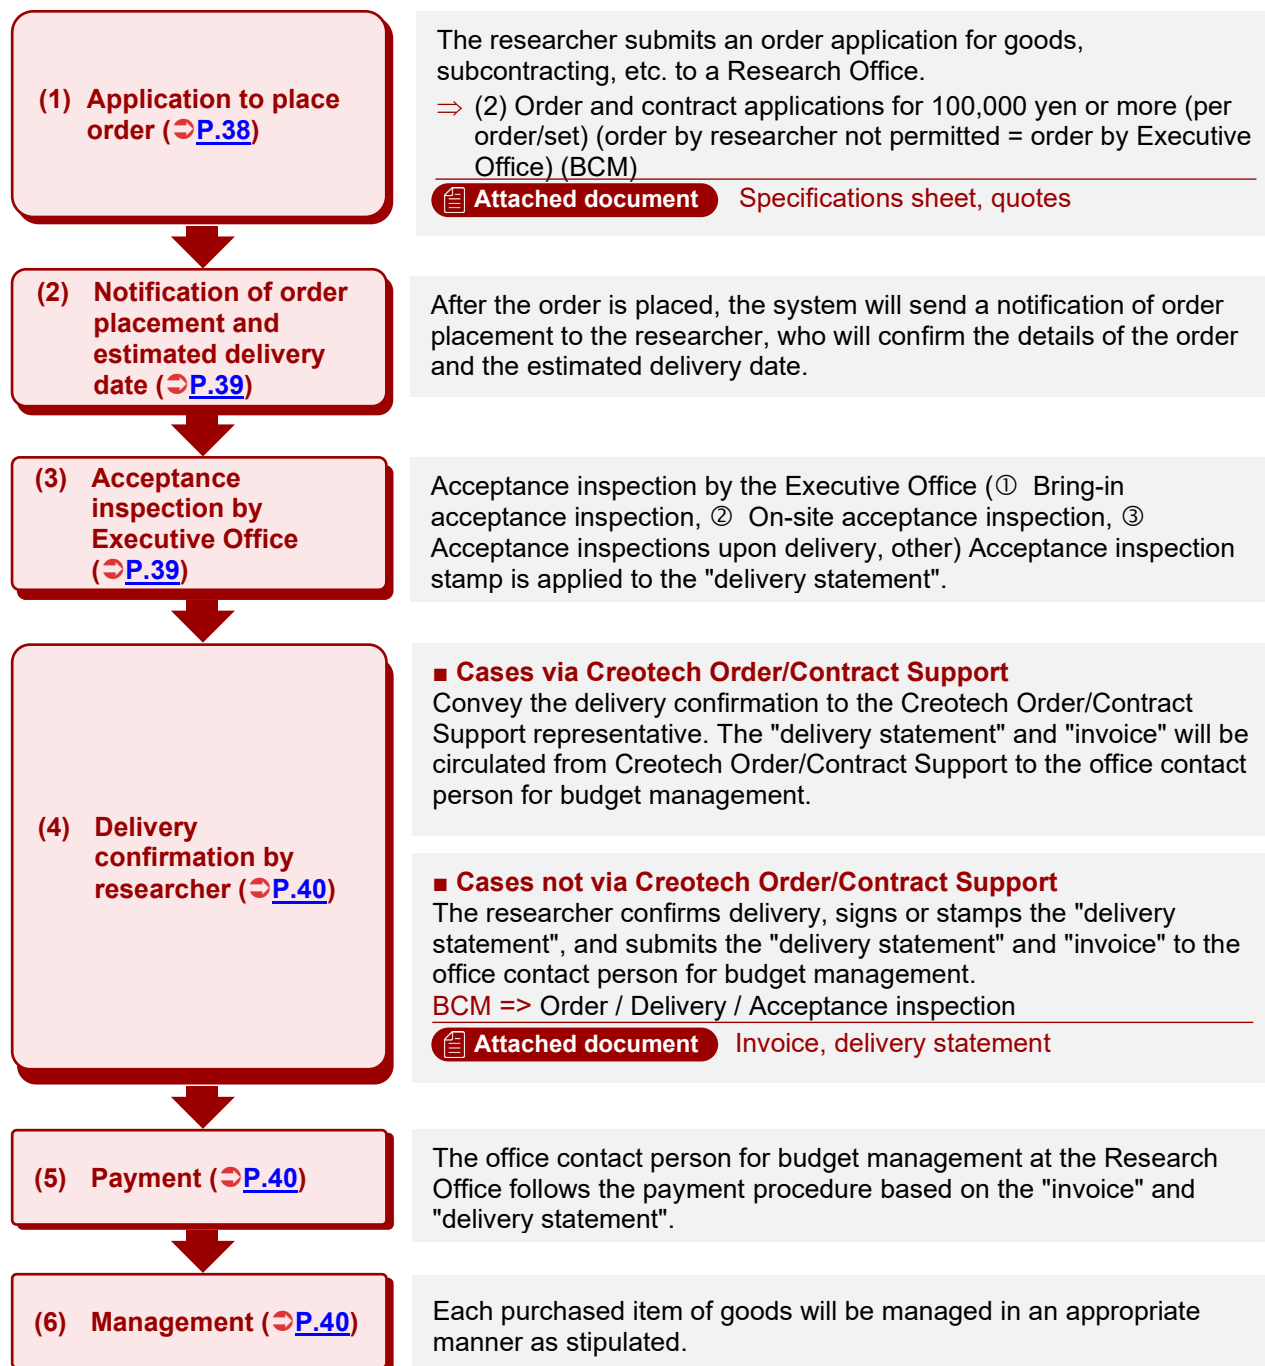 (1) Application to place
order (➲P.38)
The researcher submits an order application for goods,
subcontracting, etc. to a Research Office.
⇒ (2) Order and contract applications for 100,000 yen or more (per
order/set) (order by researcher not permitted = order by Executive
Office) (BCM)
Attached document Specifications sheet, quotes
(2) Notification of order
placement and
estimated delivery
date (➲P.39)
After the order is placed, the system will send a notification of order
placement to the researcher, who will confirm the details of the order
and the estimated delivery date.
(3) Acceptance
inspection by
Executive Office
(➲P.39)
Acceptance inspection by the Executive Office (① Bring-in
acceptance inspection, ② On-site acceptance inspection, ③
Acceptance inspections upon delivery, other) Acceptance inspection
stamp is applied to the "delivery statement".
(4) Delivery
confirmation by
researcher (➲P.40)
■ Cases via Creotech Order/Contract Support
Convey the delivery confirmation to the Creotech Order/Contract
Support representative. The "delivery statement" and "invoice" will be
circulated from Creotech Order/Contract Support to the office contact
person for budget management.
■ Cases not via Creotech Order/Contract Support
The researcher confirms delivery, signs or stamps the "delivery
statement", and submits the "delivery statement" and "invoice" to the
office contact person for budget management.
BCM => Order / Delivery / Acceptance inspection
Attached document Invoice, delivery statement
(5) Payment (➲P.40)
The office contact person for budget management at the Research
Office follows the payment procedure based on the "invoice" and
"delivery statement".
(6) Management (➲P.40)
Each purchased item of goods will be managed in an appropriate
manner as stipulated.